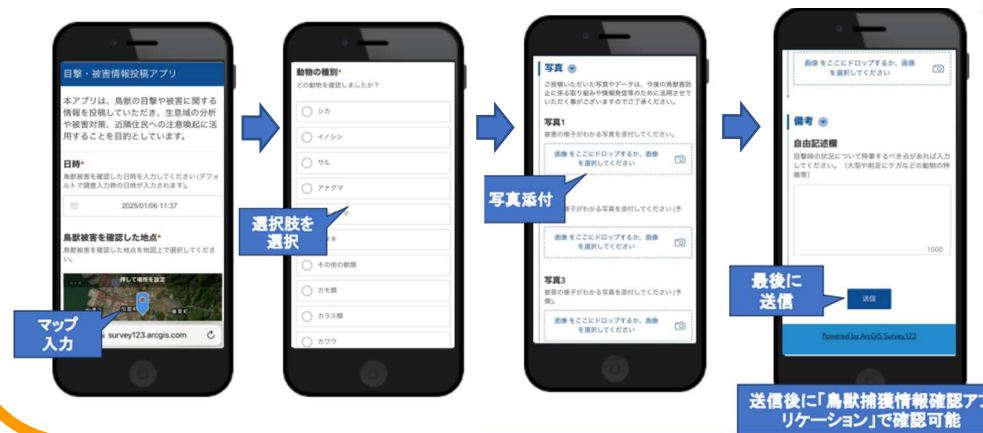 目撃・被害情報投稿アプリ
本アプリは、鳥獣の目撃や被害に関する
情報を投稿していただき、生息域の分析
や被害対策、近隣住民への注意喚起に活
用することを目的としています。
日時*
鳥獣被害を確認した日時を入力してください(デフォ
ルトで調査入力時の日時が入力されます)。
2025/01/06 11:37
鳥獣被害を確認した地点*
鳥獣被害を確認した地点を地図上で選択してくださ
い。
押して場所を設定
マップ
入力
survey123.arcgis.com
動物の種別*
どの動物を確認しましたか？
シカ
イノシシ
サル
アナグマ
選択肢を
選択
その他の獣類
カモ類
カラス類
カワウ
写真
ご投稿いただいた写真やデータは、今後の鳥獣害防
止に係る取り組みや情報発信等のために活用させて
いただく事がございますのでご了承ください。
写真1
被害の様子がわかる写真を添付してください。
画像 をここにドロップするか、画像
を選択してください
写真添付
様子がわかる写真を添付してください(予
画像 をここにドロップするか、画像
を選択してください
写真3
被害の様子がわかる写真を添付してください(予
備)。
画像 をここにドロップするか、画像
を選択してください
画像 をここにドロップするか、画像
を選択してください
備考
自由記述欄
目撃時の状況について特筆するべき点があれば入力
してください。（大型や前足にケガなどの動物の特
徴等）
1000
最後に
送信
送信
Powered by ArcGIS Survey123
送信後に「鳥獣捕獲情報確認アプ
リケーション」で確認可能